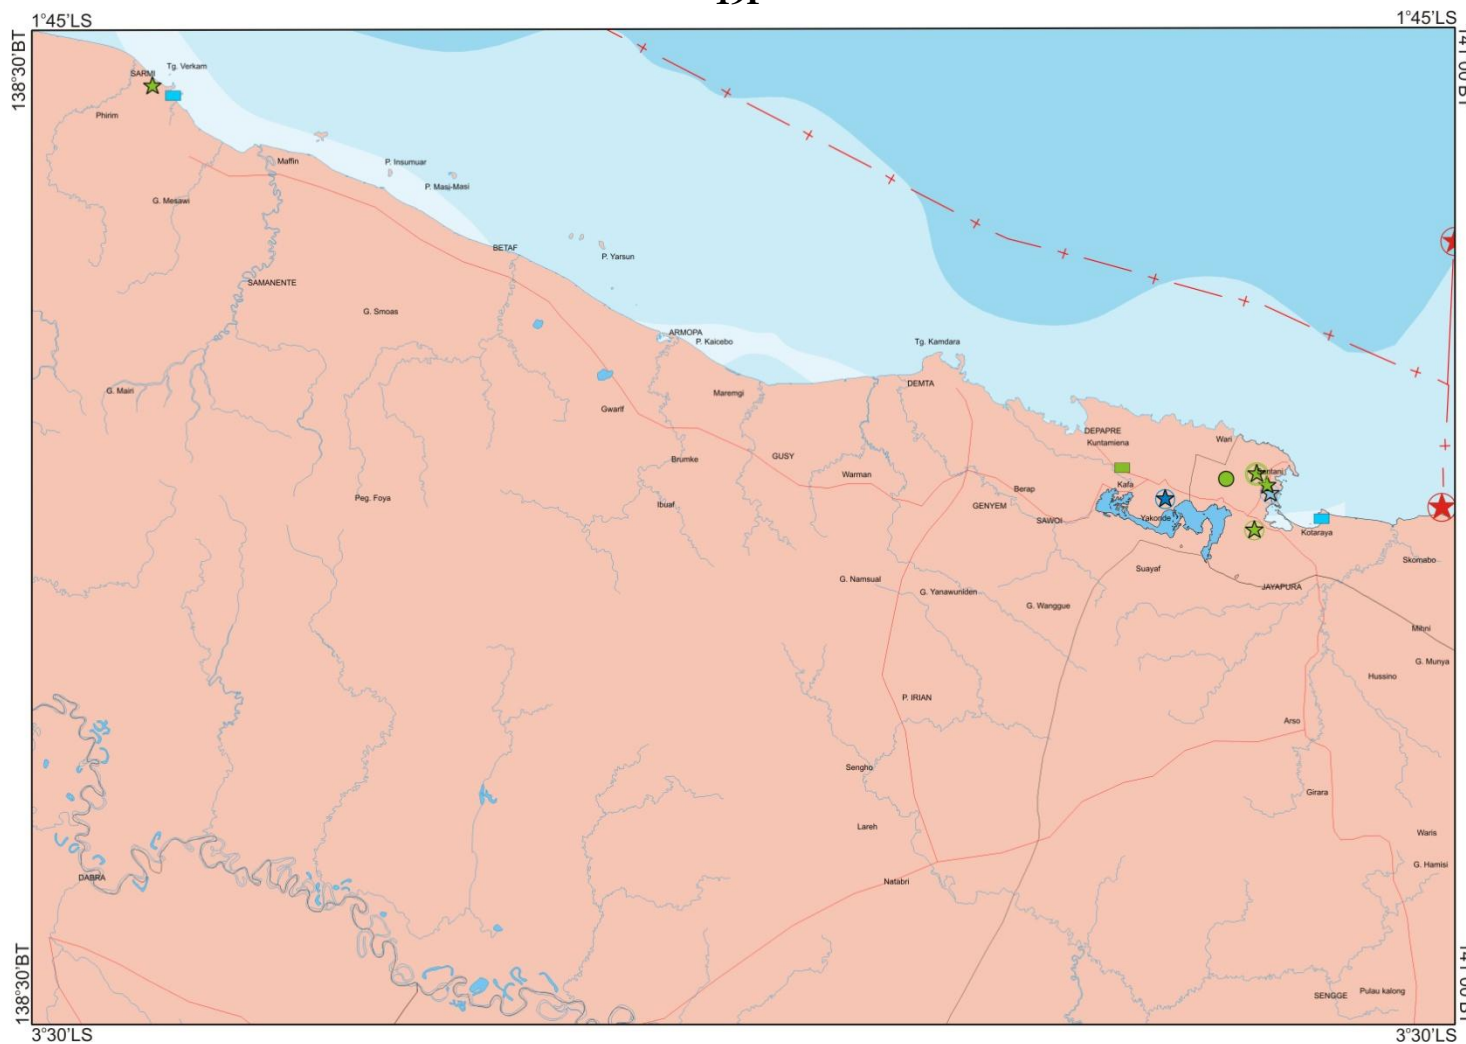 1°45'LS
1°45'LS
138°30'BT
SARMI
Tg. Verkam
Phirim
Maffin
P. Insumuar
P. Masi-Masi
G. Mesawi
BETAF
P. Yarsun
SAMANENTE
G. Smoas
ARMOPA
P. Kaicebo
Tg. Kamdara
G. Mairi
Maremgi
DEMTA
Gwarif
DEPAPRE
Kuntamiena
Wari
Brumke
GUSY
Warman
Kafa
Berap
Peg. Foya
Ibuaf
GENYEM
SAWOI
Yakonde
Kotaraya
Skomabo
Suayaf
G. Namsual
G. Yanawuniden
JAYAPURA
G. Wanggue
Mihni
G. Munya
Hussino
P. IRIAN
Arso
Sengho
Girara
Lareh
Waris
G. Hamisi
DABRA
Natabri
138°30'BT
Pulau kalong
SENGGE
3°30'LS
3°30'LS